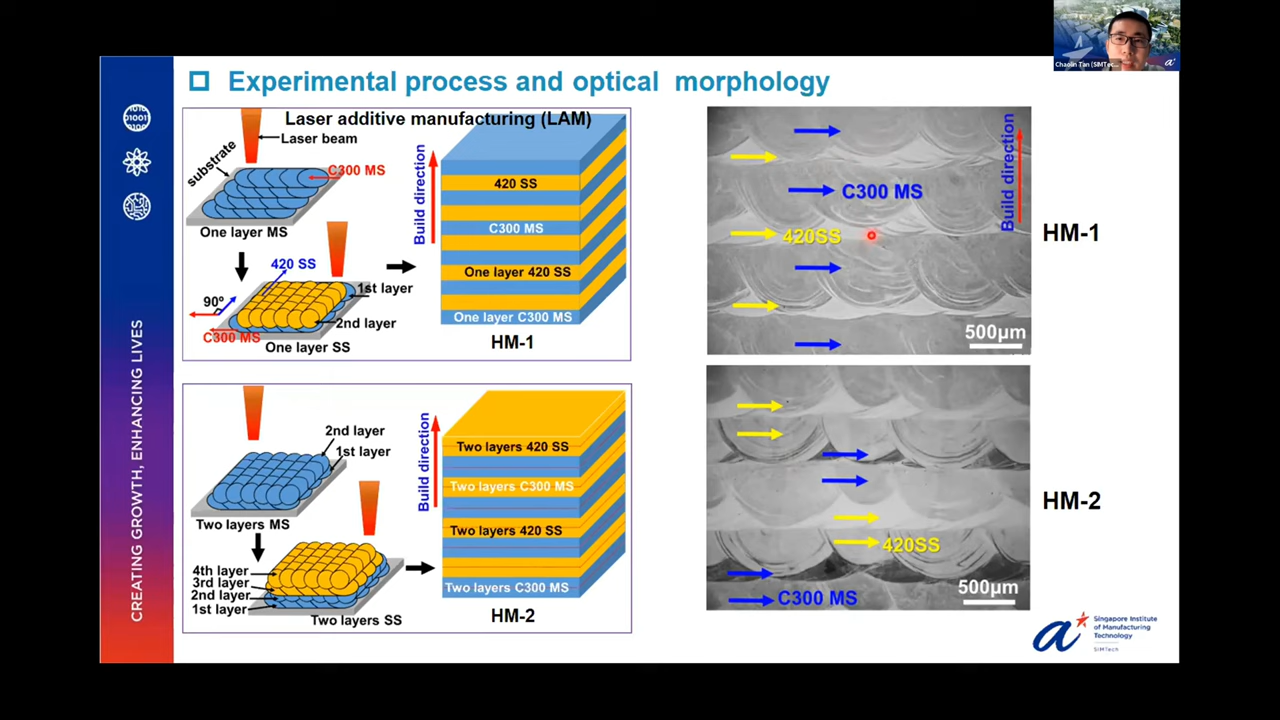 Chaolin Tan (SIMTec...
Experimental process and optical morphology
Laser additive manufacturing (LAM)
Laser beam
substrate
C300 MS
One layer MS
420 SS
90°
1st layer
2nd layer
C300 MS
One layer SS
Build direction
420 SS
C300 MS
One layer 420 SS
One layer C300 MS
HM-1
C300 MS
420SS
Build direction
500μm
HM-1
2nd layer
1st layer
Two layers MS
4th layer
3rd layer
2nd layer
1st layer
Two layers SS
Build direction
Two layers 420 SS
Two layers C300 MS
Two layers 420 SS
Two layers C300 MS
HM-2
420SS
C300 MS
500μm
HM-2
CREATING GROWTH, ENHANCING LIVES
Singapore Institute
of Manufacturing
Technology
SIMTech